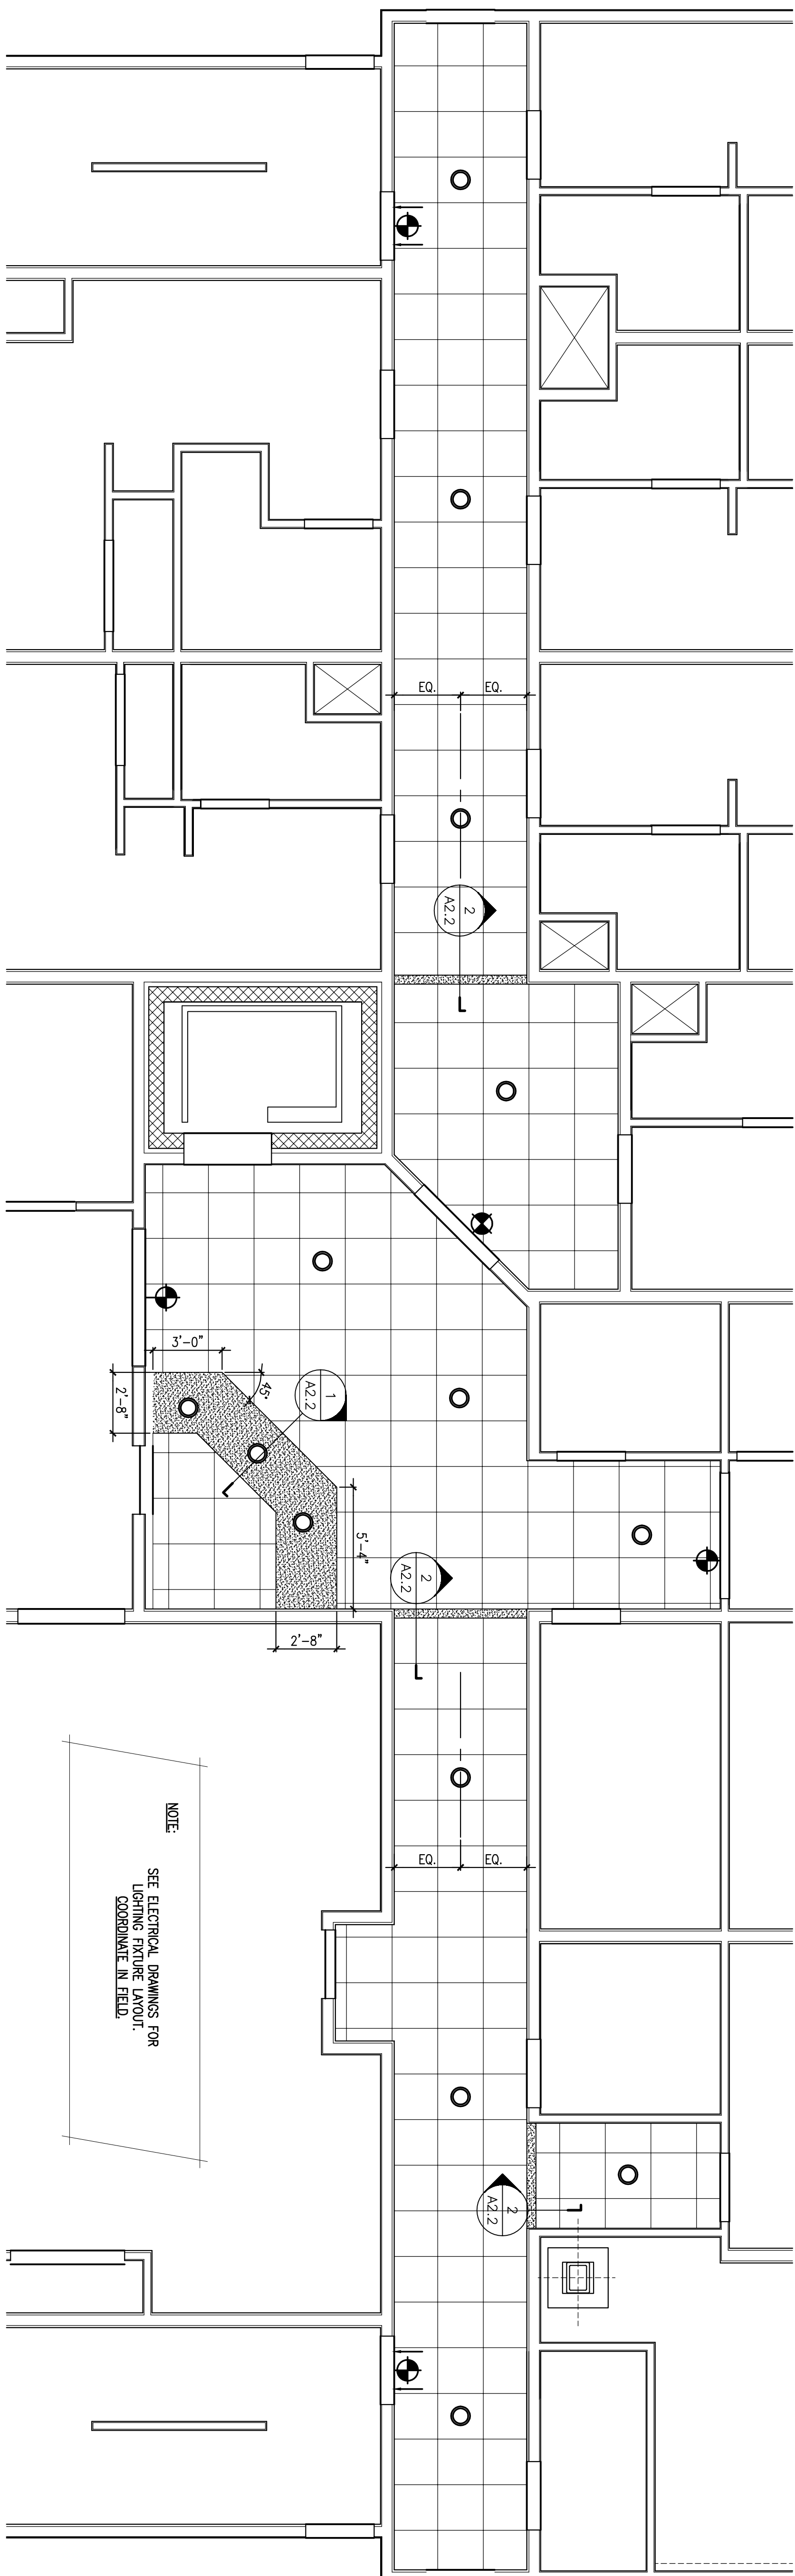 EQ.
EQ.
2
A2.2
3'-0"
2'-8"
45°
1
A2.2
5'-4"
2
A2.2
2'-8"
EQ.
EQ.
NOTE:
SEE ELECTRICAL DRAWINGS FOR
LIGHTING FIXTURE LAYOUT.
COORDINATE IN FIELD.
2
A2.2